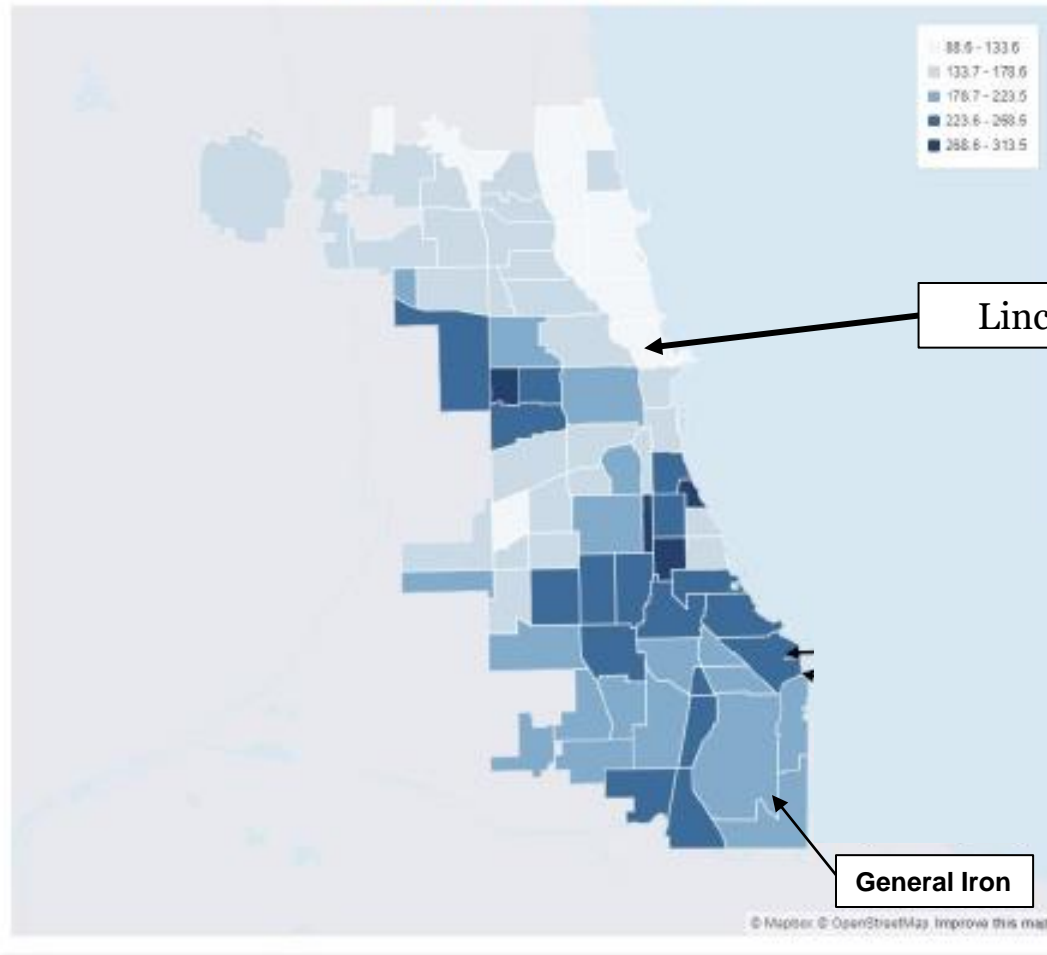 88.6 - 133.6
133.7 - 178.6
178.7 - 223.5
223.6 - 268.5
268.6 - 313.5
Linc
General Iron
© Mapbox © OpenStreetMap Improve this map